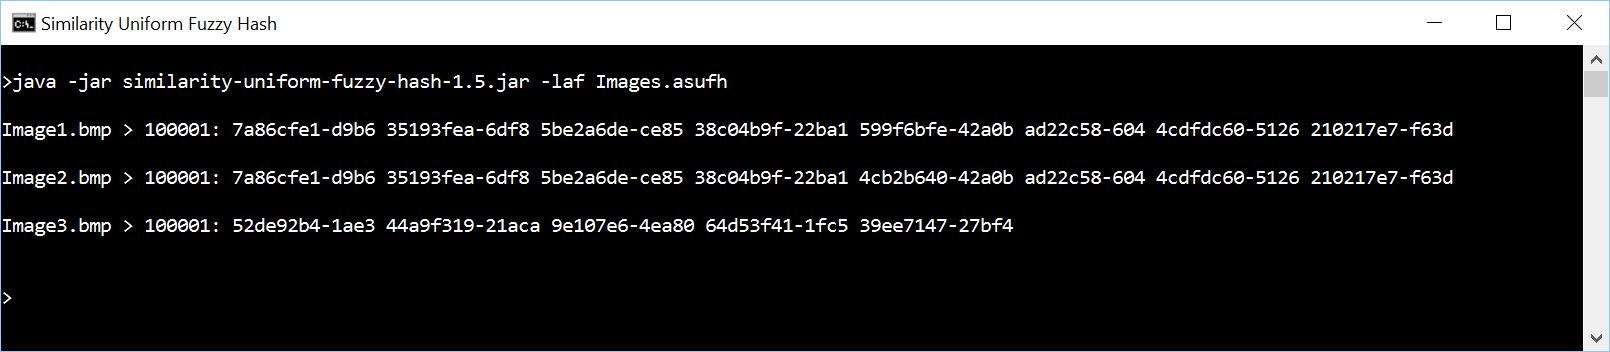 Similarity Uniform Fuzzy Hash
>java -jar similarity-uniform-fuzzy-hash-1.5.jar -laf Images.asufh
Image1.bmp > 100001: 7a86cfe1-d9b6 35193fea-6df8 5be2a6de-ce85 38c04b9f-22ba1 599f6bfe-42a0b ad22c58-604 4cdfdc60-5126 210217e7-f63d
Image2.bmp > 100001: 7a86cfe1-d9b6 35193fea-6df8 5be2a6de-ce85 38c04b9f-22ba1 4cb2b640-42a0b ad22c58-604 4cdfdc60-5126 210217e7-f63d
Image3.bmp > 100001: 52de92b4-1ae3 44a9f319-21aca 9e107e6-4ea80 64d53f41-1fc5 39ee7147-27bf4
>